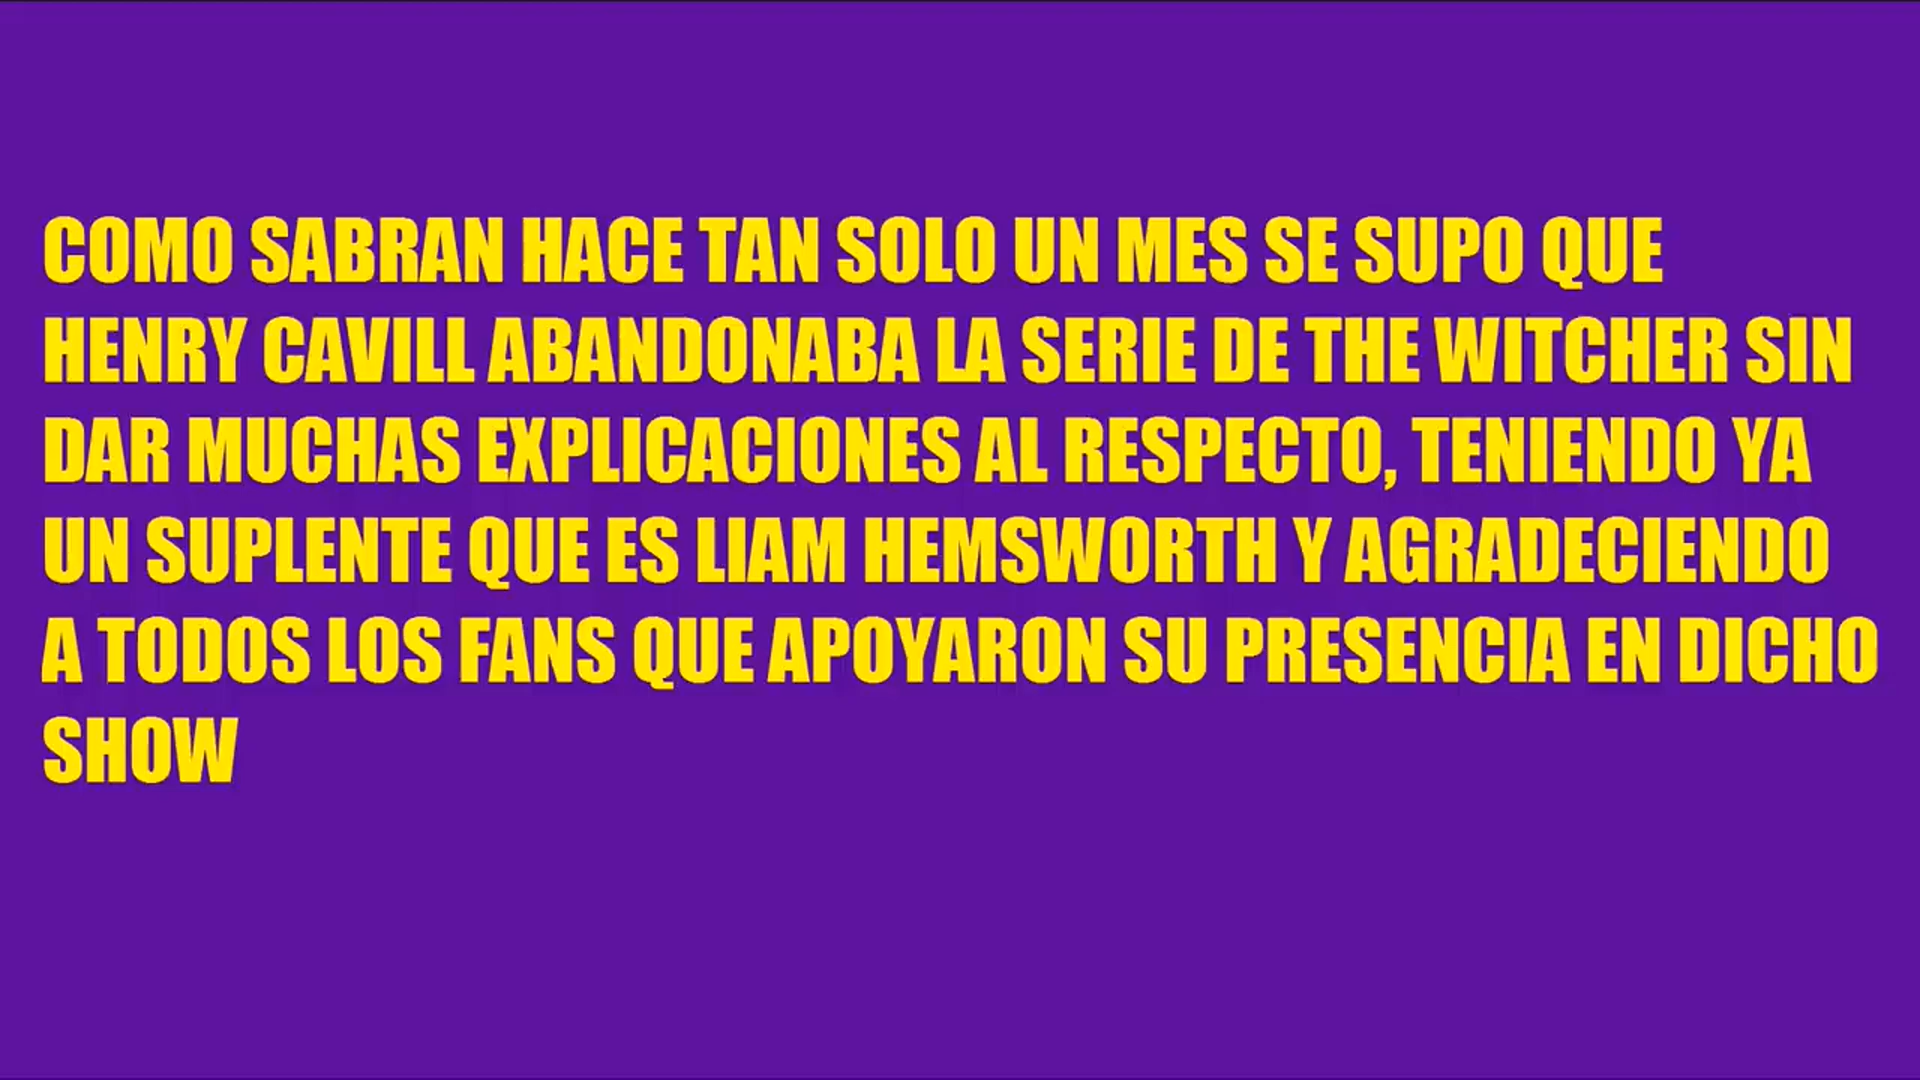 COMO SABRAN HACE TAN SOLO UN MES SE SUPO QUE
HENRY CAVILL ABANDONABA LA SERIE DE THE WITCHER SIN
DAR MUCHAS EXPLICACIONES AL RESPECTO, TENIENDO YA
UN SUPLENTE QUE ES LIAM HEMSWORTH Y AGRADECIENDO
A TODOS LOS FANS QUE APOYARON SU PRESENCIA EN DICHO
SHOW